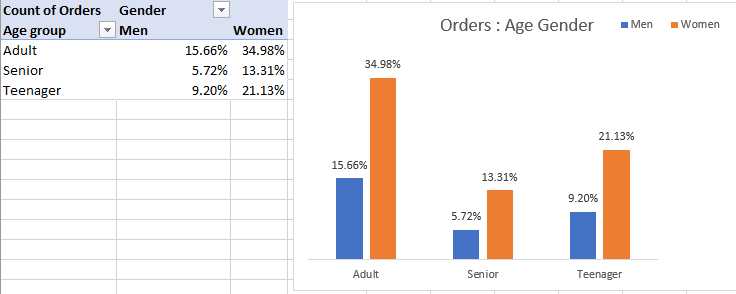 Count of Orders Gender
Age group Men Women
Adult 15.66% 34.98%
Senior 5.72% 13.31%
Teenager 9.20% 21.13%
Orders : Age Gender
Men Women
34.98%
15.66%
13.31%
5.72%
21.13%
9.20%
Adult Senior Teenager